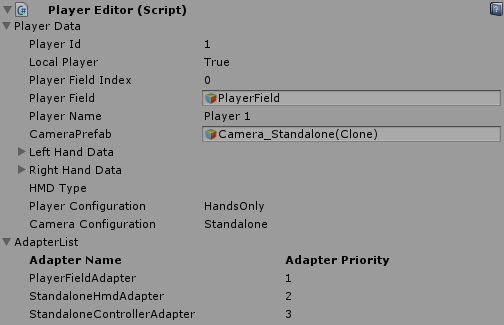 Player Editor (Script)
Player Data
Player Id 1
Local Player True
Player Field Index 0
Player Field PlayerField
Player Name Player 1
CameraPrefab Camera_Standalone(Clone)
Left Hand Data
Right Hand Data
HMD Type
Player Configuration HandsOnly
Camera Configuration Standalone
AdapterList
Adapter Name Adapter Priority
PlayerFieldAdapter 1
StandaloneHmdAdapter 2
StandaloneControllerAdapter 3